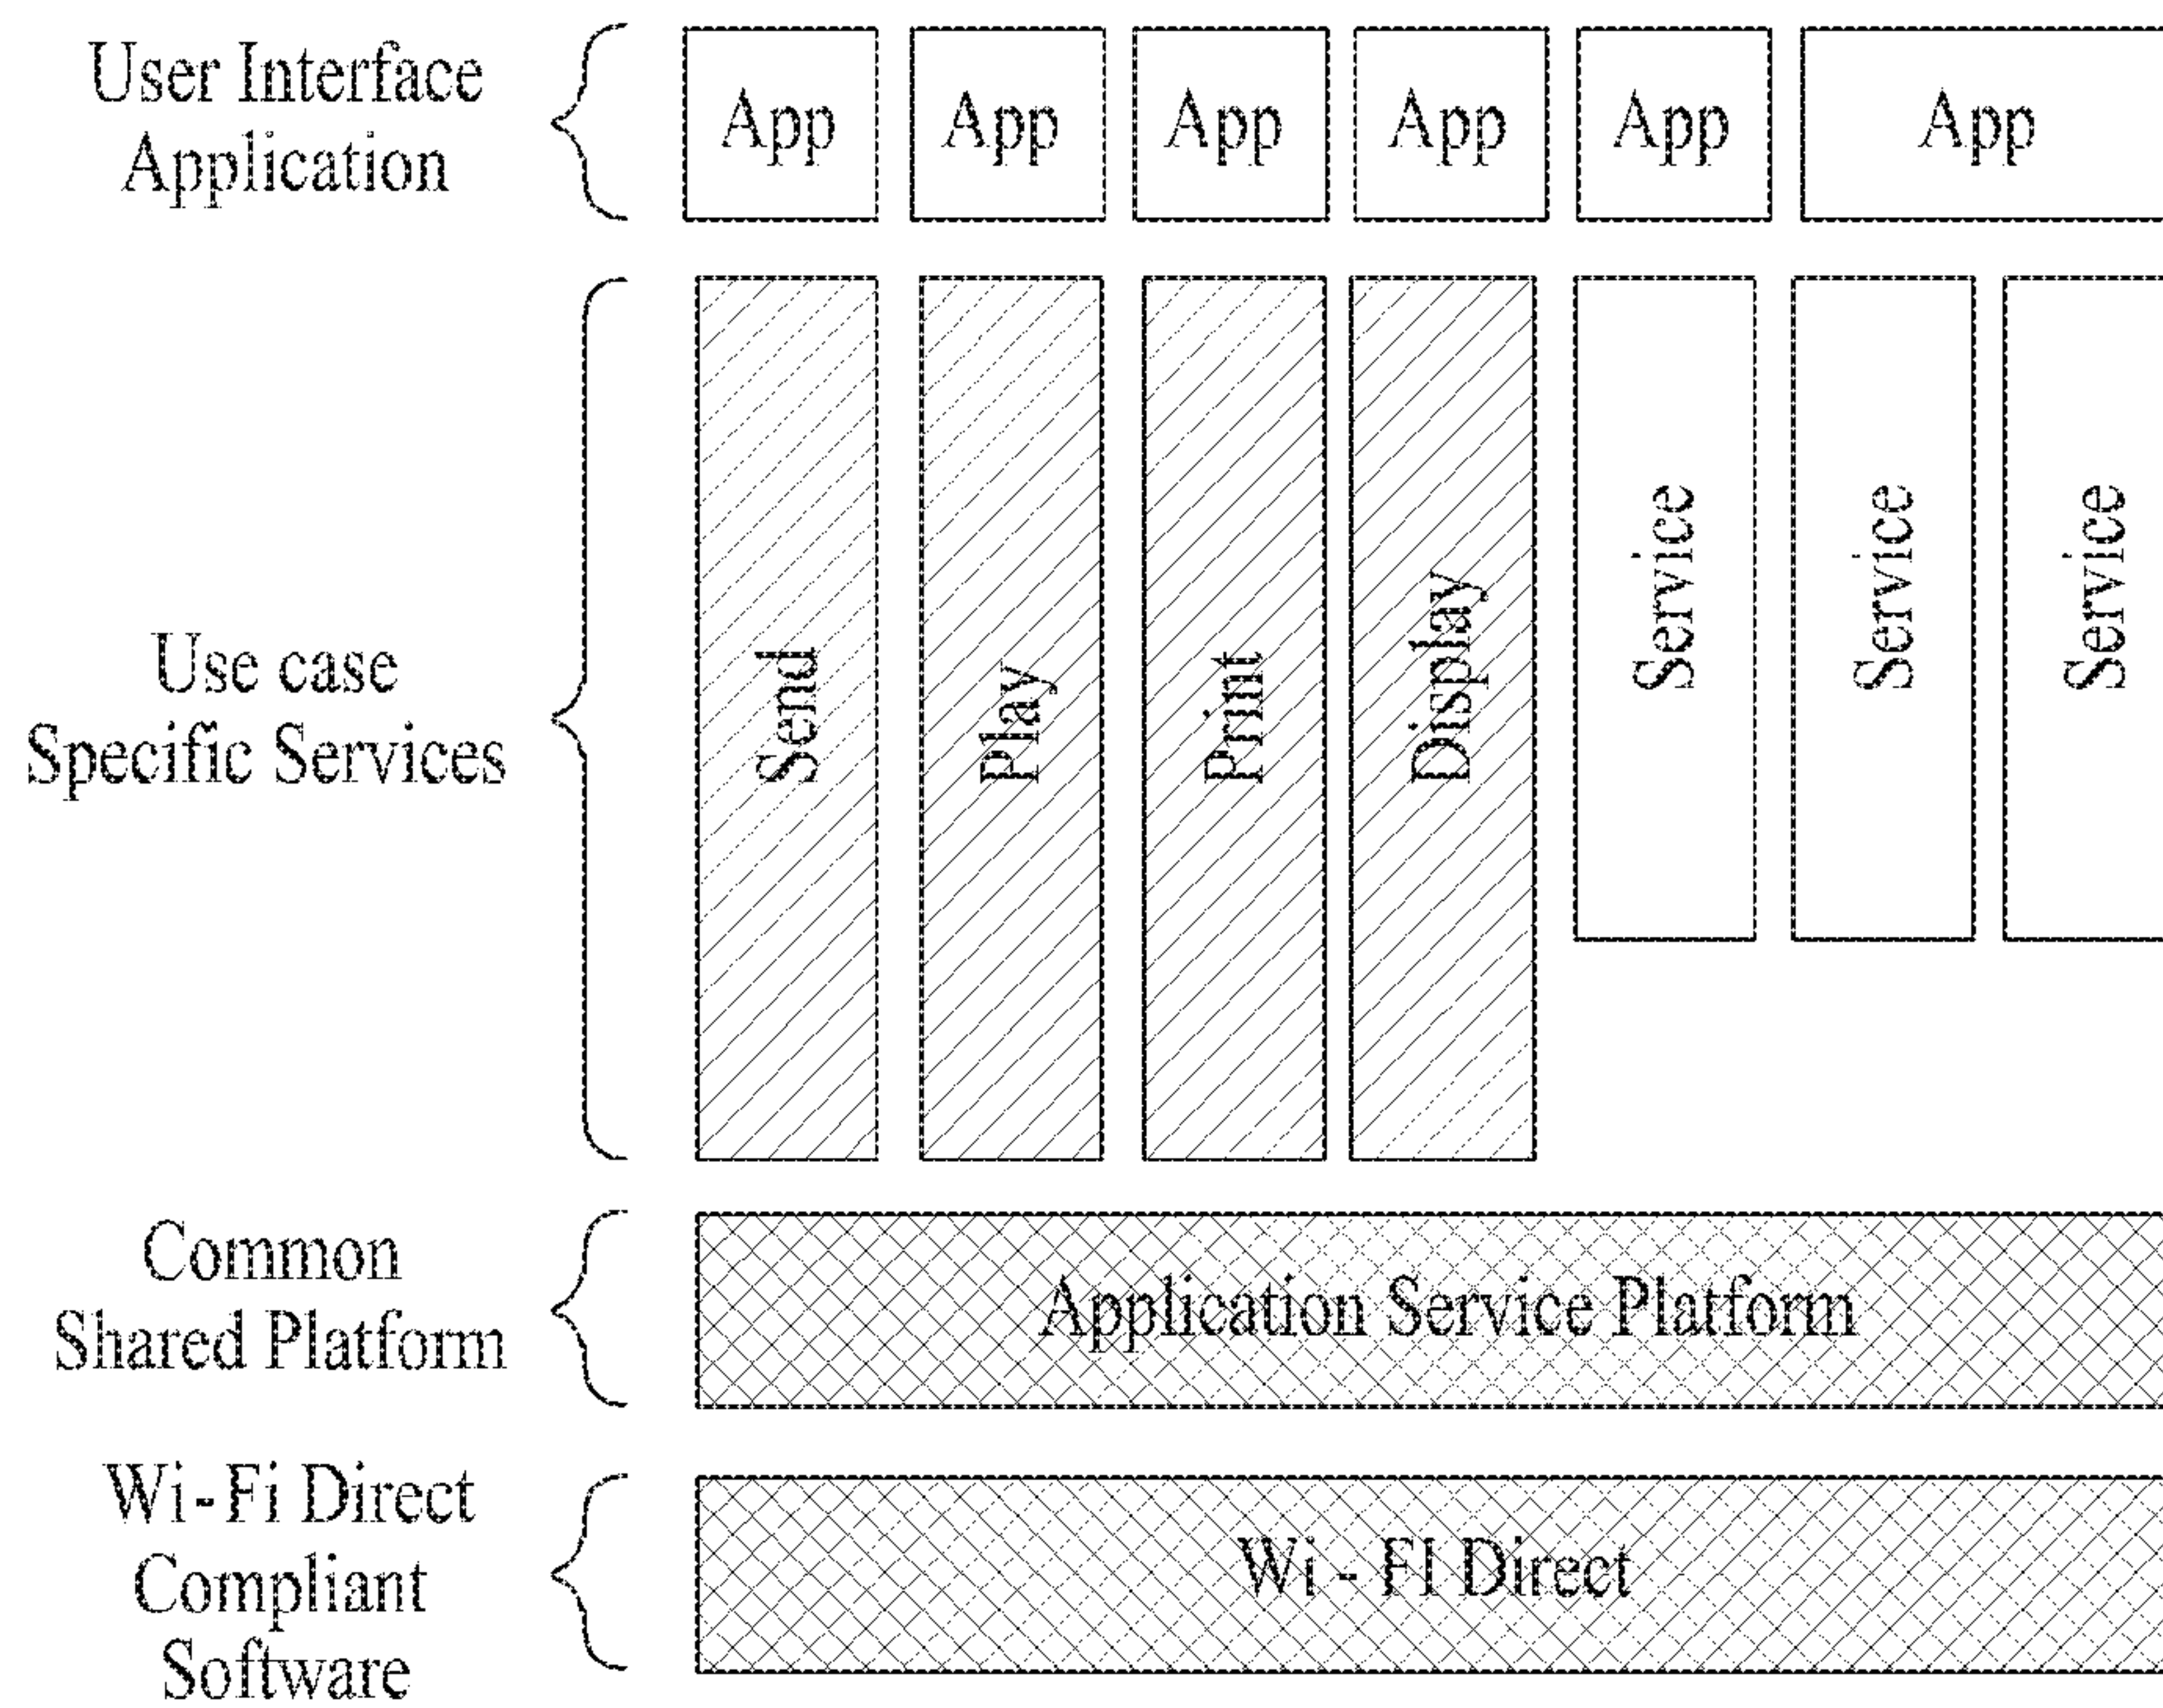 User Interface
Application
App
App
App
App
App
App
Use case
Specific Services
Send
Play
Print
Display
Service
Service
Service
Common
Shared Platform
Application Service Platform
Wi-Fi Direct
Compliant
Software
Wi - FI Direct